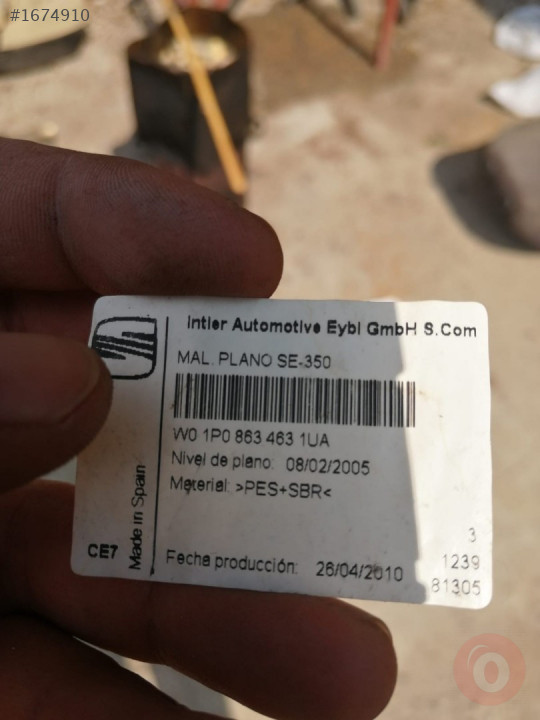 #1674910
Intier Automotive Eybl GmbH S.Com
MAL. PLANO SE-350
W0 1P0 863 463 1UA
Nivel de plano: 08/02/2005
Material: >PES+SBR<
Made in Spain
CE7
Fecha producción: 26/04/2010
3
1239
81305